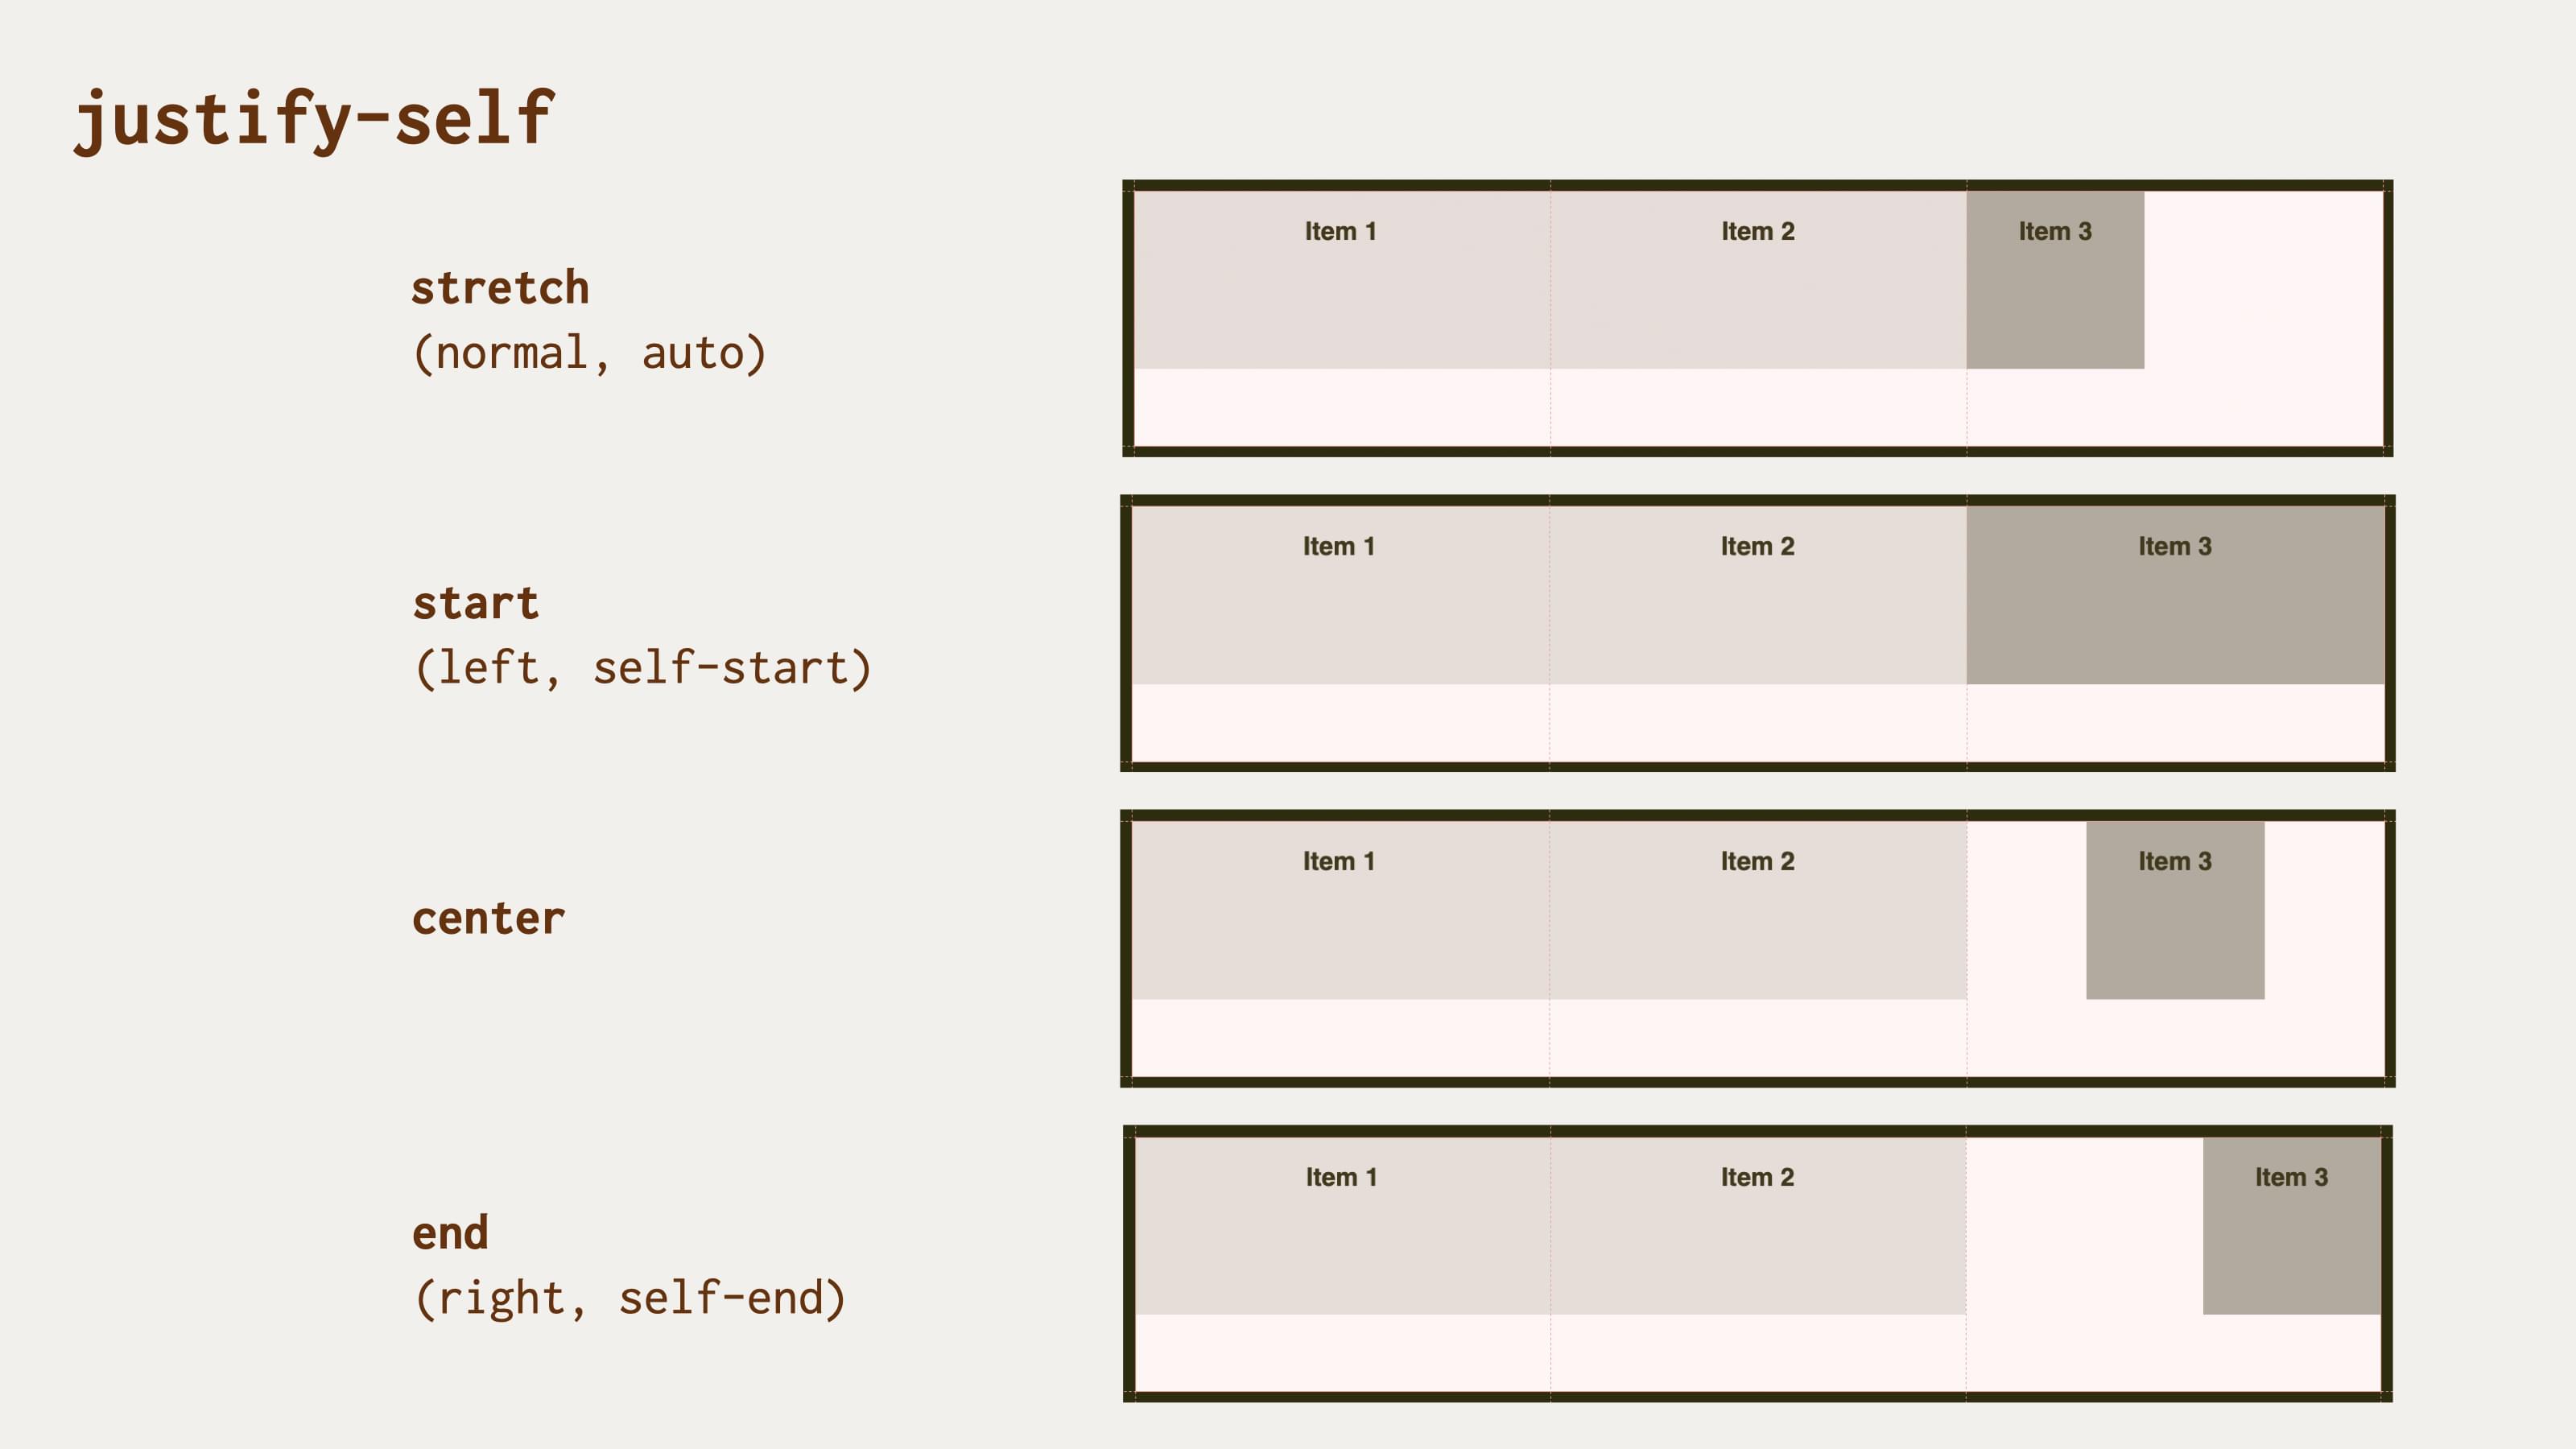 justify-self
stretch
(normal, auto)
Item 1 Item 2 Item 3
start
(left, self-start)
Item 1 Item 2 Item 3
center
Item 1 Item 2 Item 3
end
(right, self-end)
Item 1 Item 2 Item 3